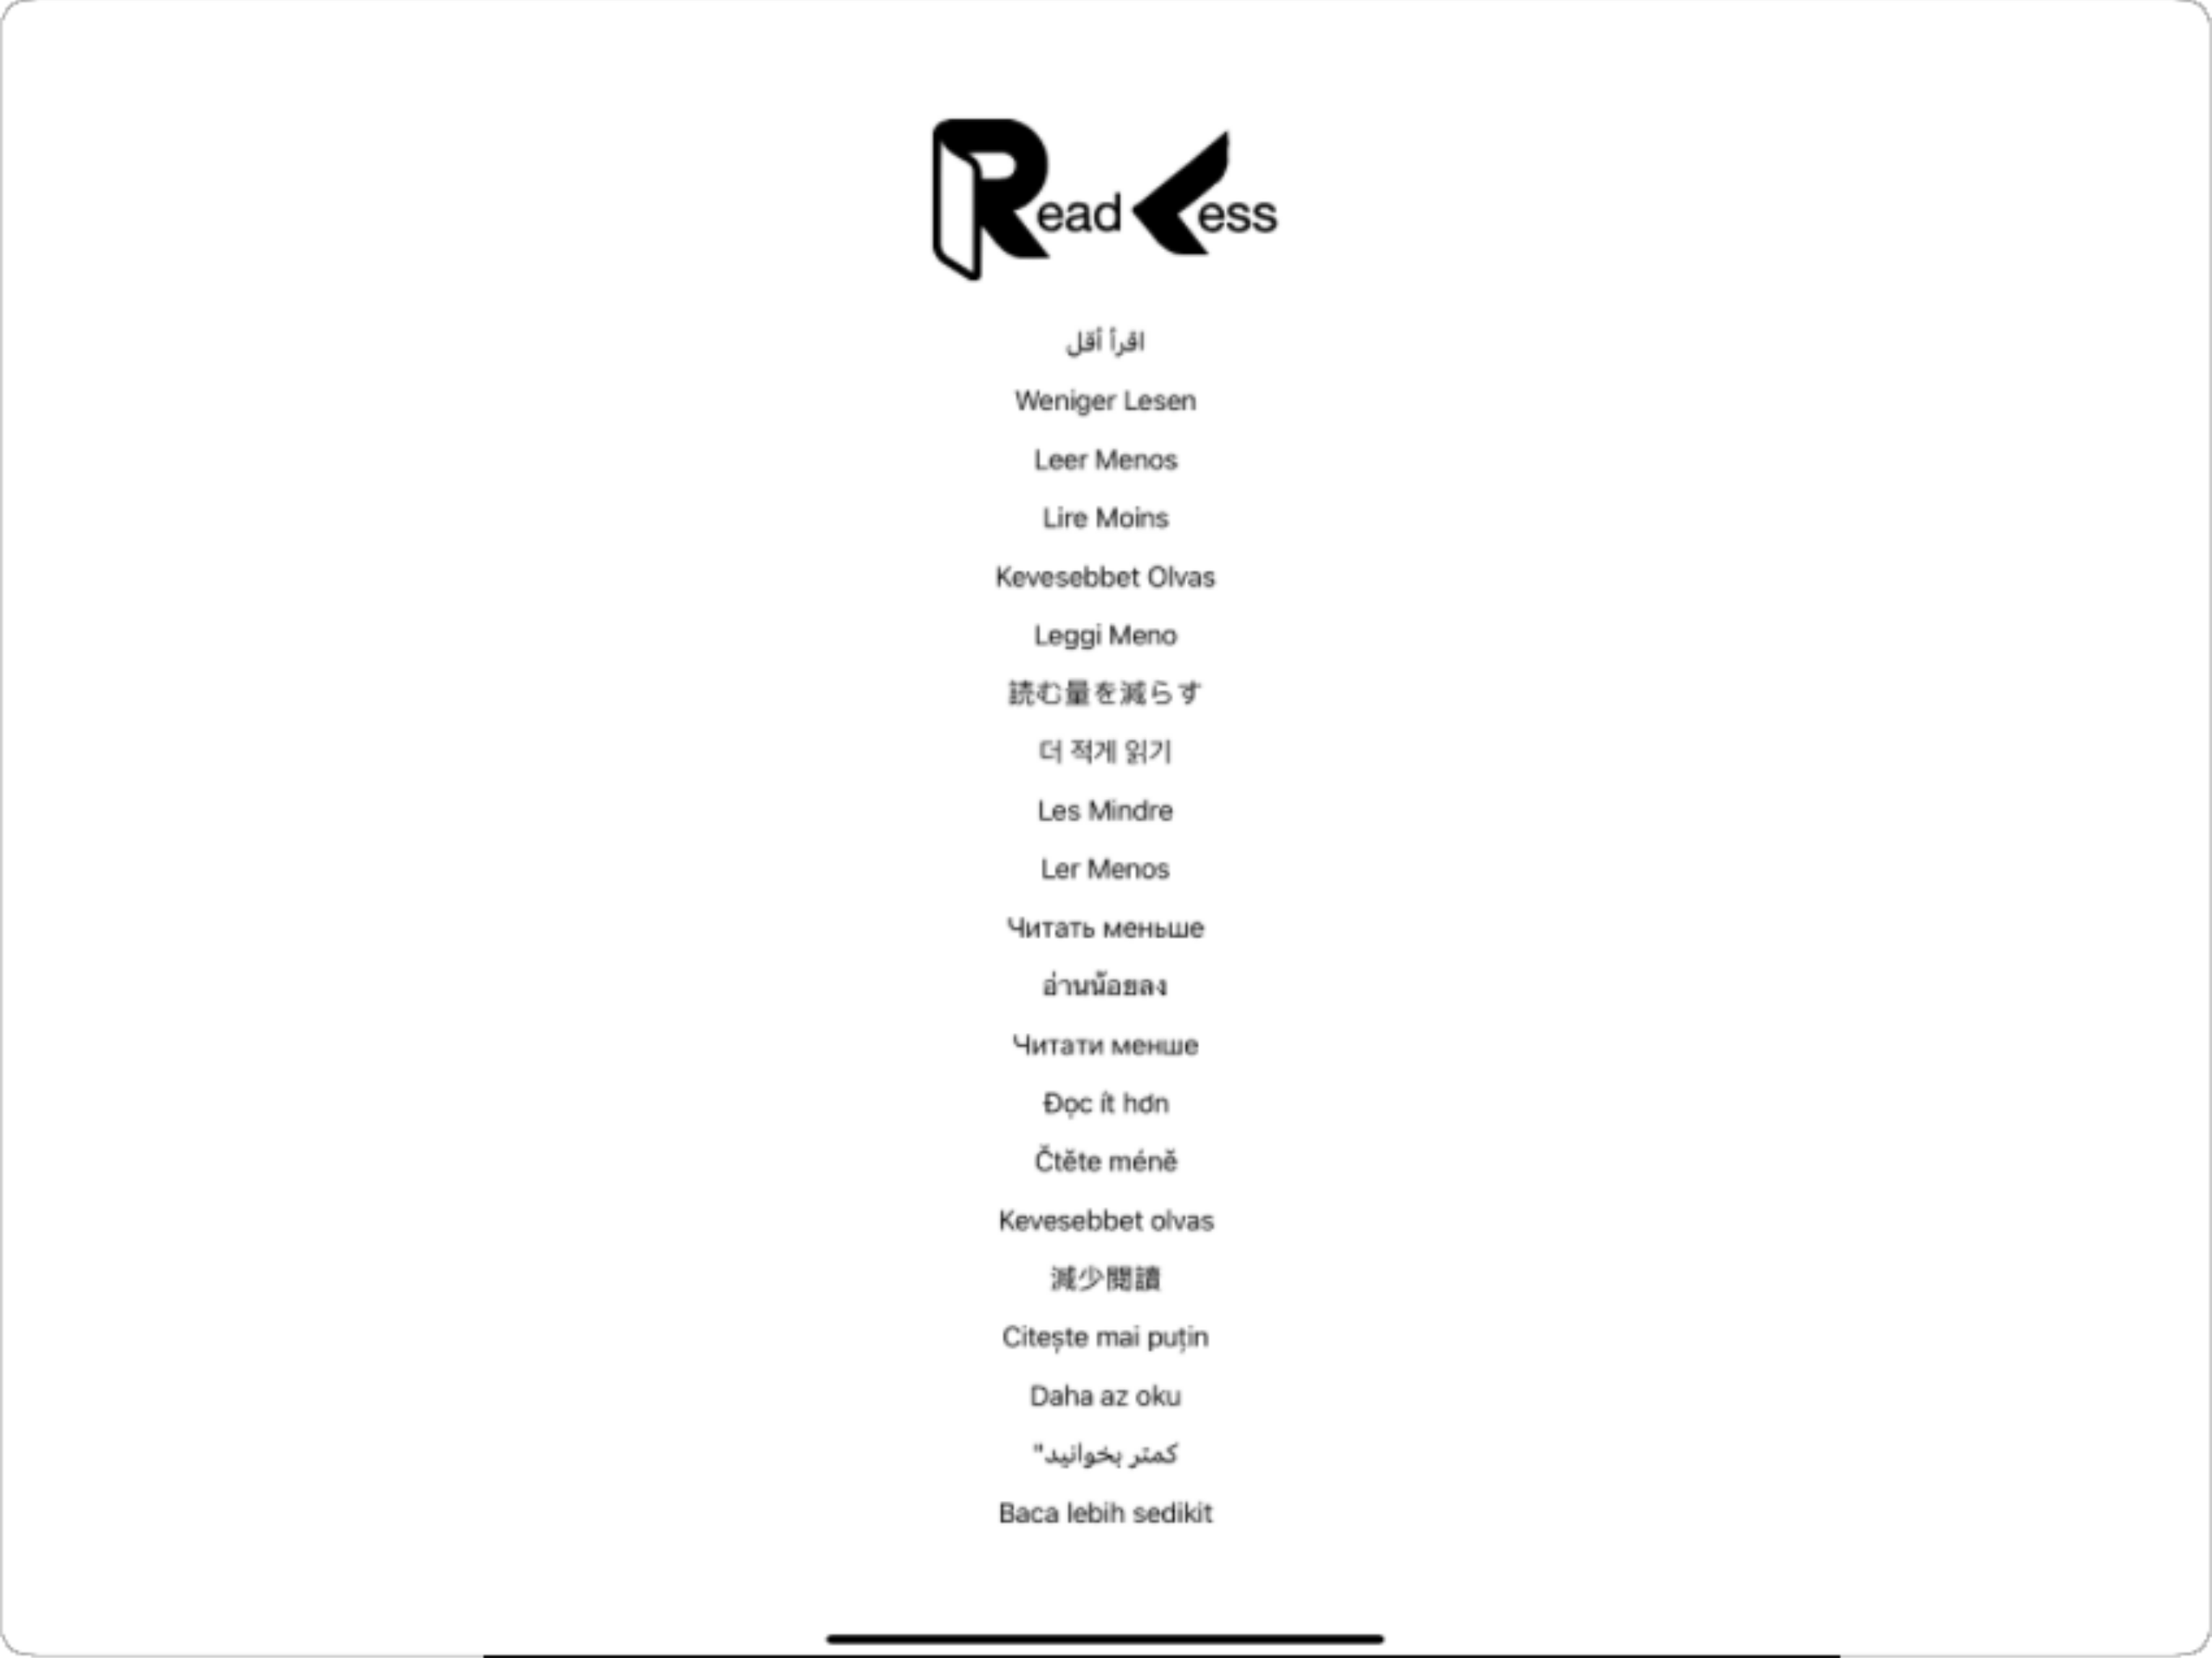 Read Less
اقرأ أقل
Weniger Lesen
Leer Menos
Lire Moins
Kevesebbet Olvas
Leggi Meno
読む量を減らす
더 적게 읽기
Les Mindre
Ler Menos
Читать меньше
อ่านน้อยลง
Читати менше
Đọc ít hơn
Čtěte méně
Kevesebbet olvas
減少閱讀
Citește mai puțin
Daha az oku
کمتر بخوانید"
Baca lebih sedikit